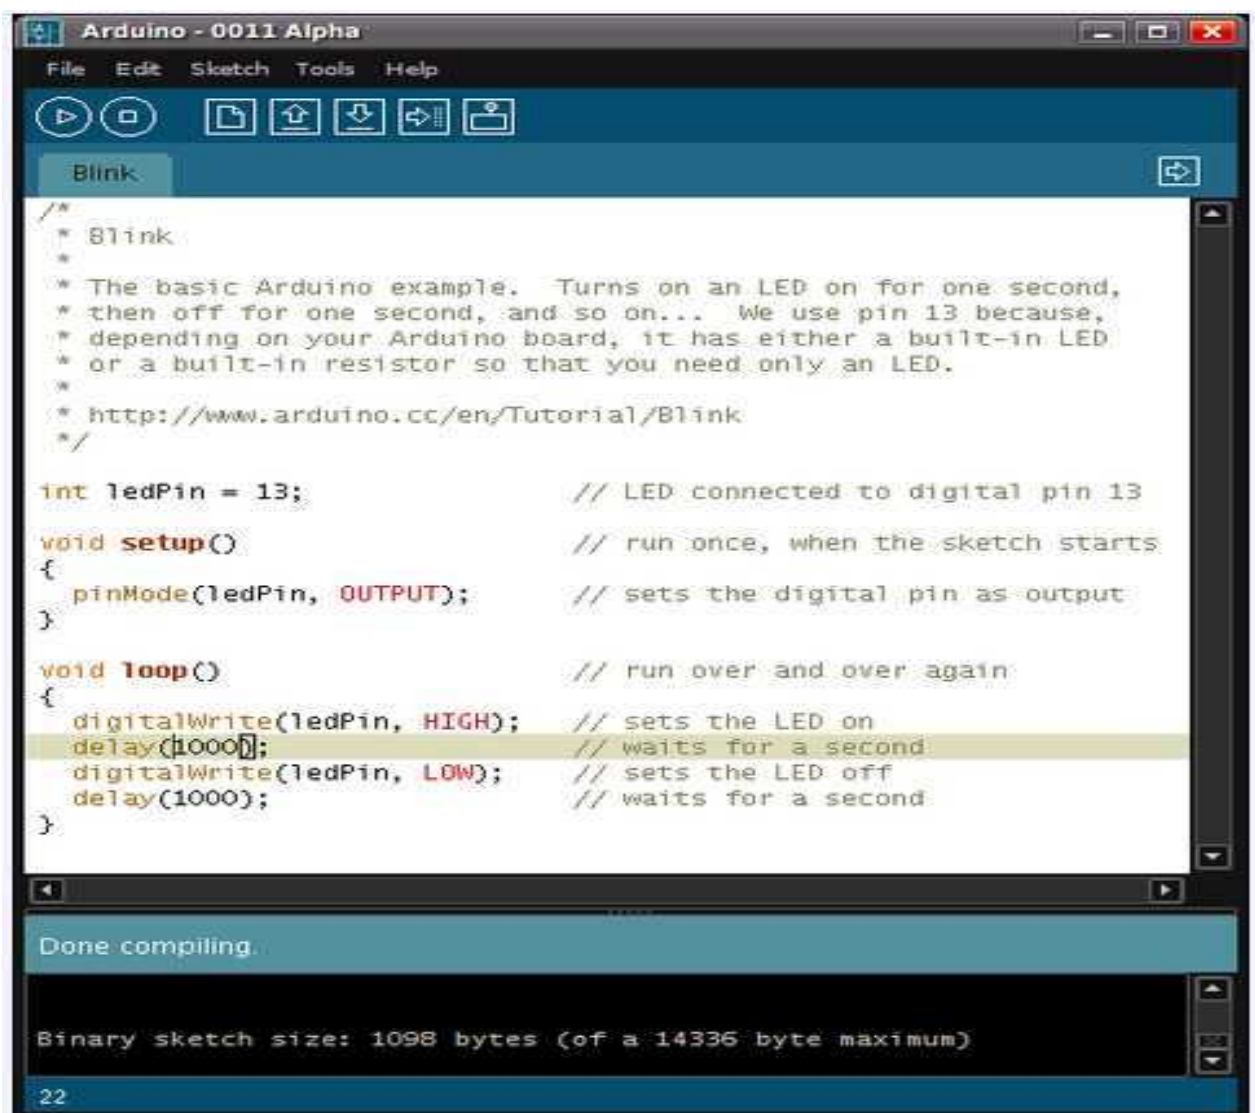 Arduino - 0011 Alpha
File Edit Sketch Tools Help
Blink
/*
 * Blink
 *
 * The basic Arduino example.  Turns on an LED on for one second,
 * then off for one second, and so on...  We use pin 13 because,
 * depending on your Arduino board, it has either a built-in LED
 * or a built-in resistor so that you need only an LED.
 *
 * http://www.arduino.cc/en/Tutorial/Blink
 */
int ledPin = 13;                // LED connected to digital pin 13
void setup()                    // run once, when the sketch starts
{
  pinMode(ledPin, OUTPUT);      // sets the digital pin as output
}
void loop()                     // run over and over again
{
  digitalWrite(ledPin, HIGH);   // sets the LED on
  delay(1000);                  // waits for a second
  digitalWrite(ledPin, LOW);    // sets the LED off
  delay(1000);                  // waits for a second
}
Done compiling.
Binary sketch size: 1098 bytes (of a 14336 byte maximum)
22